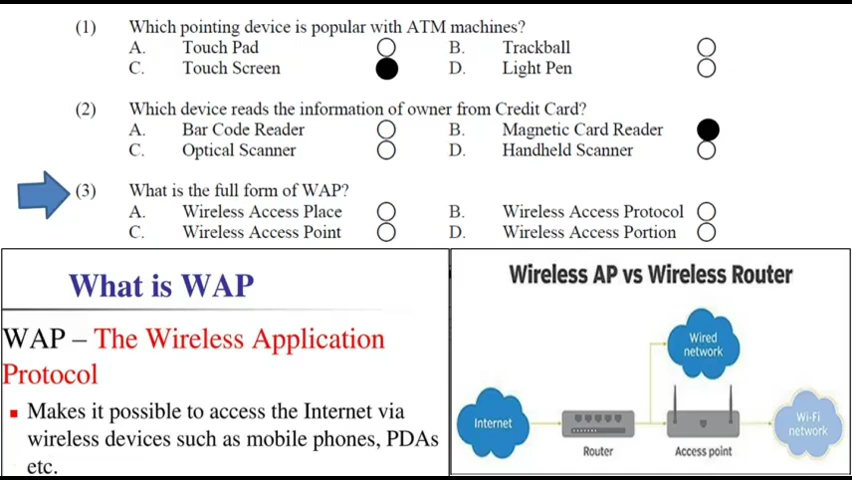 (1) Which pointing device is popular with ATM machines?
A. Touch Pad B. Trackball
C. Touch Screen D. Light Pen
(2) Which device reads the information of owner from Credit Card?
A. Bar Code Reader B. Magnetic Card Reader
C. Optical Scanner D. Handheld Scanner
(3) What is the full form of WAP?
A. Wireless Access Place B. Wireless Access Protocol
C. Wireless Access Point D. Wireless Access Portion
What is WAP
WAP – The Wireless Application
Protocol
Makes it possible to access the Internet via
wireless devices such as mobile phones, PDAs
etc.
Wireless AP vs Wireless Router
Wired
network
Internet
Wi-Fi
network
Router
Access point